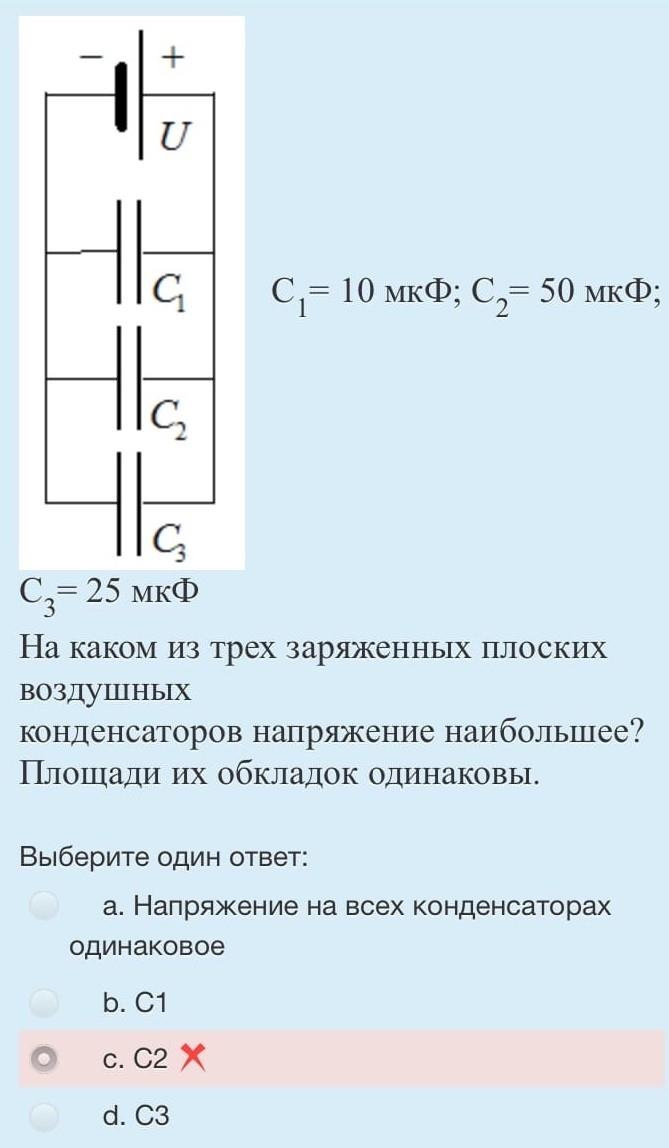 − +
U
C₁
C₁= 10 мкФ; C₂= 50 мкФ;
C₂
C₃
C₃= 25 мкФ
На каком из трех заряженных плоских
воздушных
конденсаторов напряжение наибольшее?
Площади их обкладок одинаковы.
Выберите один ответ:
a. Напряжение на всех конденсаторах
одинаковое
b. C1
c. C2
d. C3